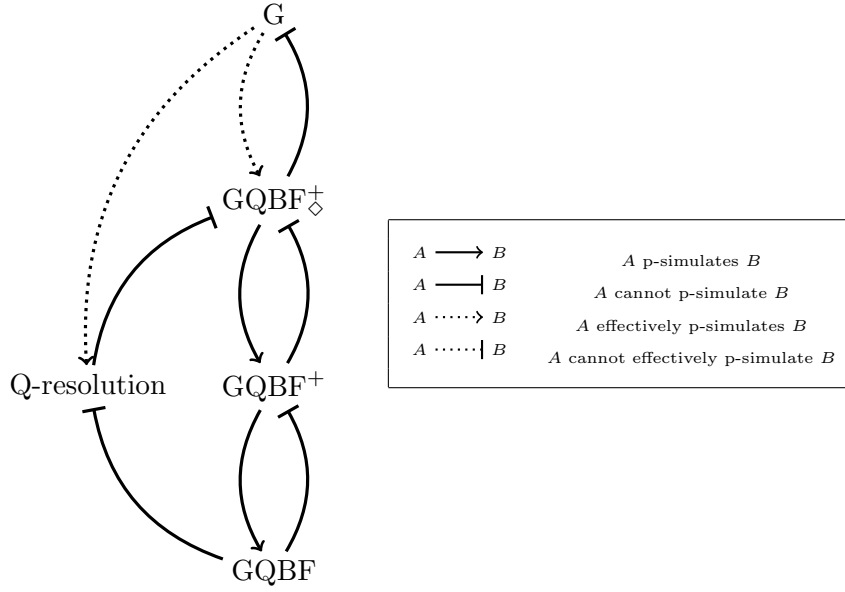 G
GQBF⁺◇
A B A p-simulates B
A B A cannot p-simulate B
A B A effectively p-simulates B
A B A cannot effectively p-simulate B
Q-resolution GQBF⁺
GQBF